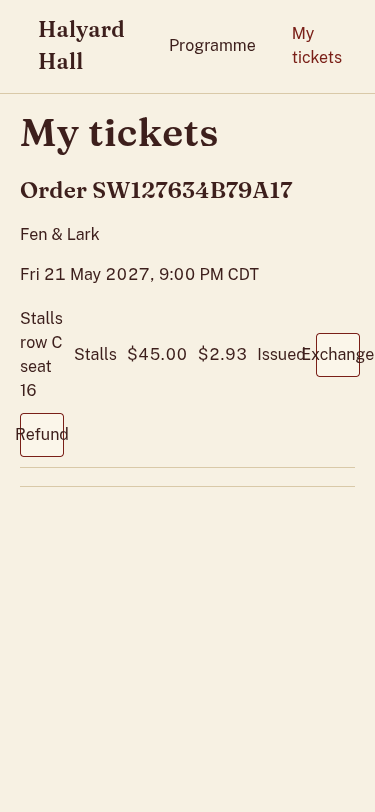 Halyard
Hall
Programme
My
tickets
My tickets
Order SW127634B79A17
Fen & Lark
Fri 21 May 2027, 9:00 PM CDT
Stalls
row C
seat
16
Stalls $45.00 $2.93 Issued Exchange
Refund